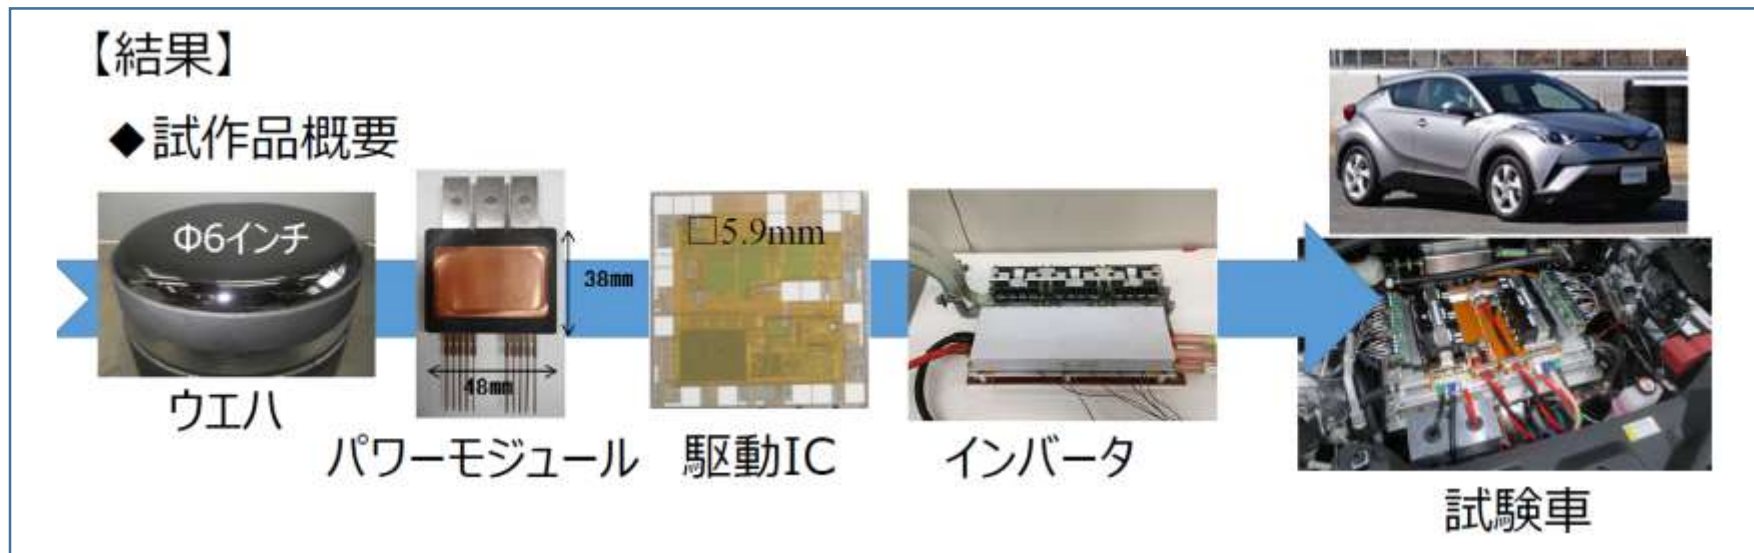 【結果】
◆試作品概要
Φ6インチ
ウエハ
38mm
48mm
パワーモジュール
□5.9mm
駆動IC
インバータ
試験車